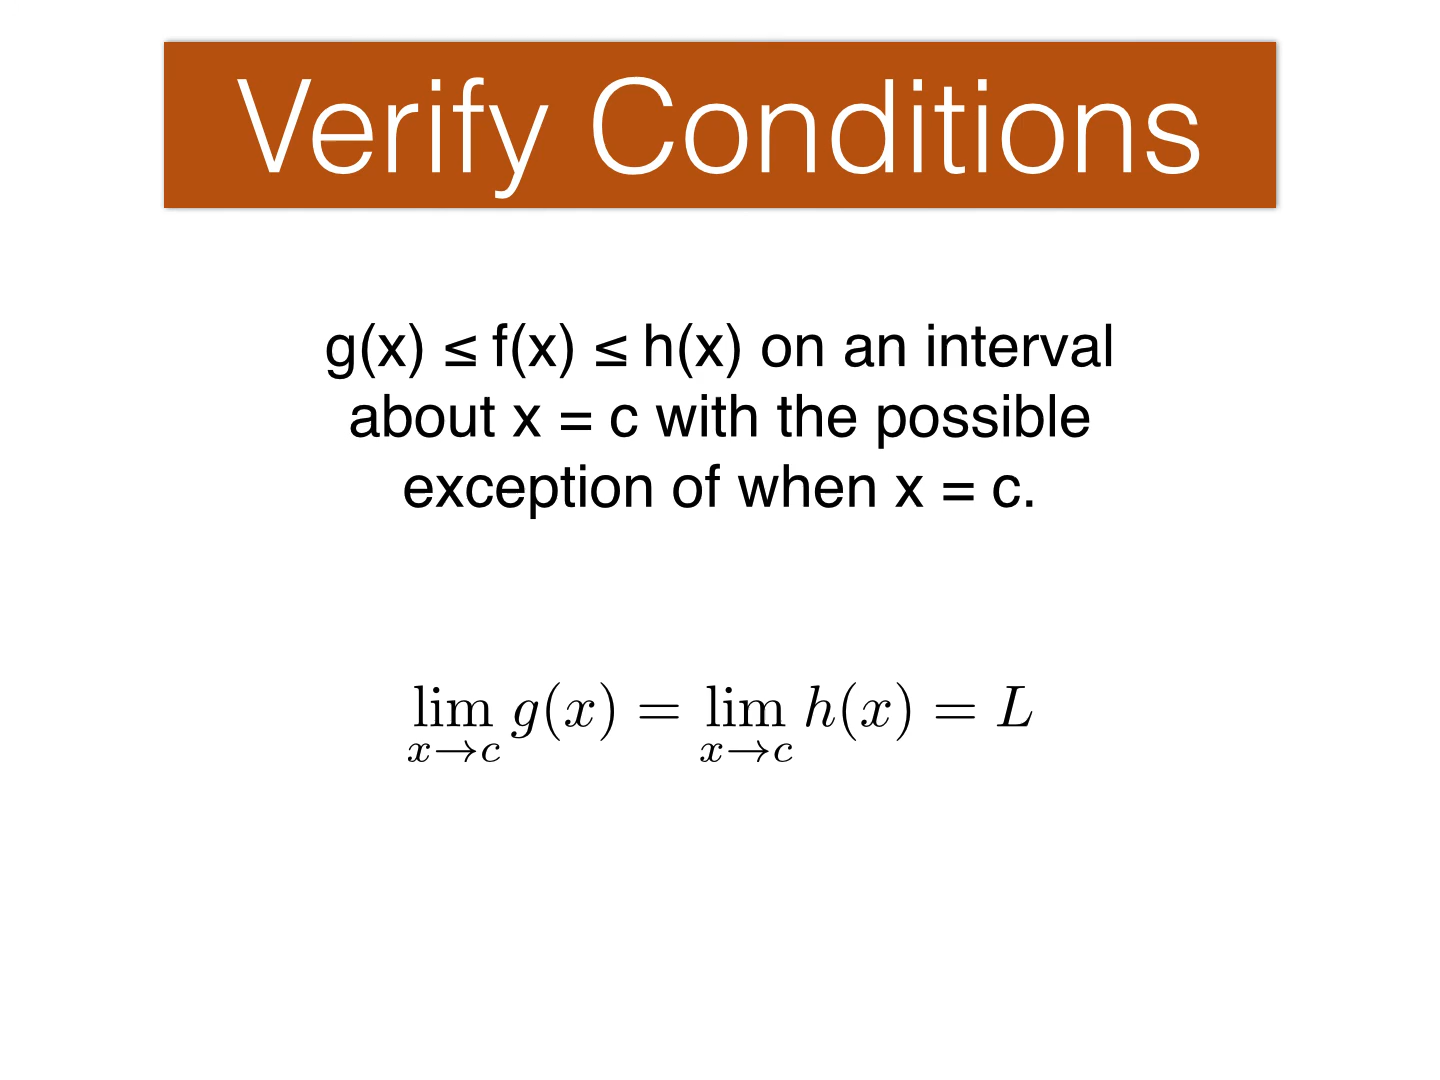 Verify Conditions
g(x) ≤ f(x) ≤ h(x) on an interval
about x = c with the possible
exception of when x = c.
lim g(x) = lim h(x) = L
x→c x→c